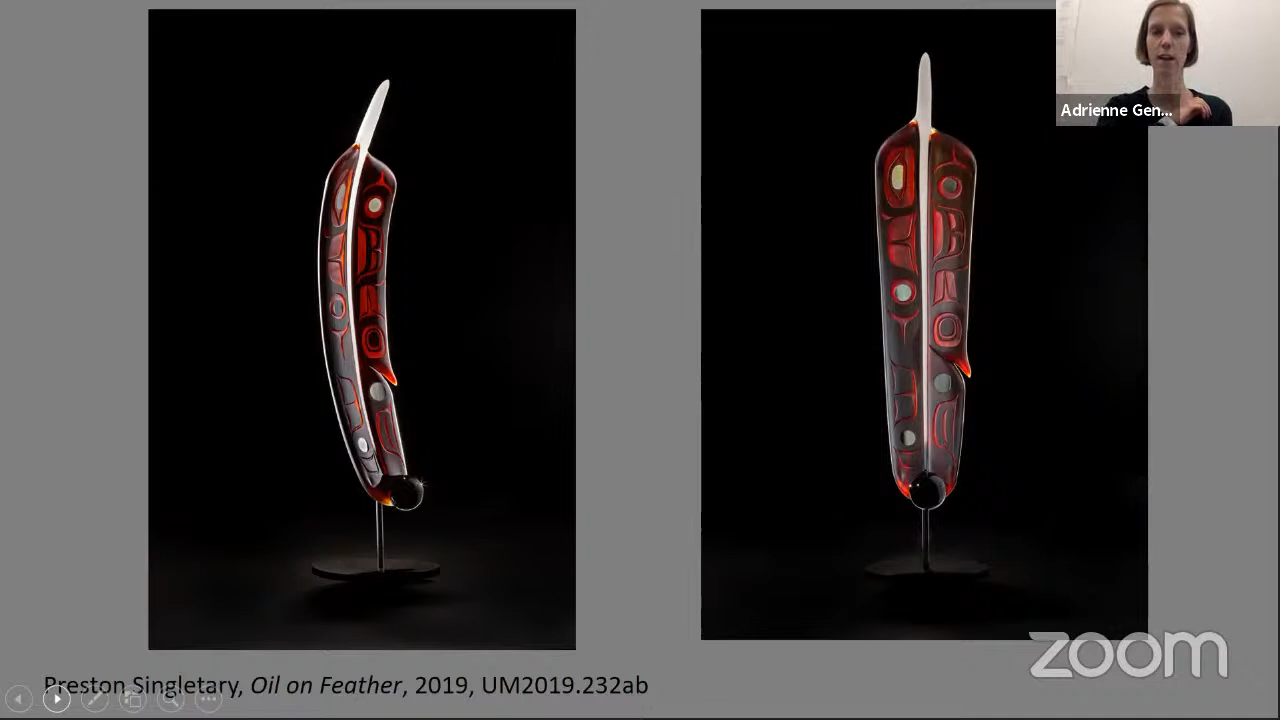 Adrienne Gen...
zoom
Preston Singletary, Oil on Feather, 2019, UM2019.232ab